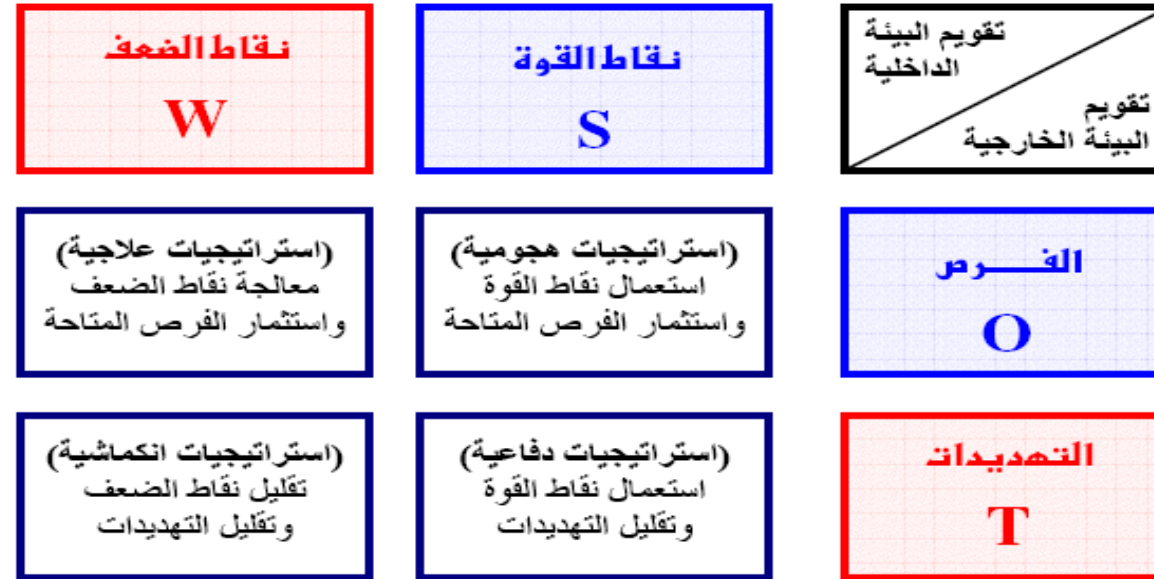 تقويم البيئة
الداخلية
تقويم
البيئة الخارجية
نقاط القوة
S
نقاط الضعف
W
الفـــرص
O
(استراتيجيات هجومية)
استعمال نقاط القوة
واستثمار الفرص المتاحة
(استراتيجيات علاجية)
معالجة نقاط الضعف
واستثمار الفرص المتاحة
التهديدات
T
(استراتيجيات دفاعية)
استعمال نقاط القوة
وتقليل التهديدات
(استراتيجيات انكماشية)
تقليل نقاط الضعف
وتقليل التهديدات